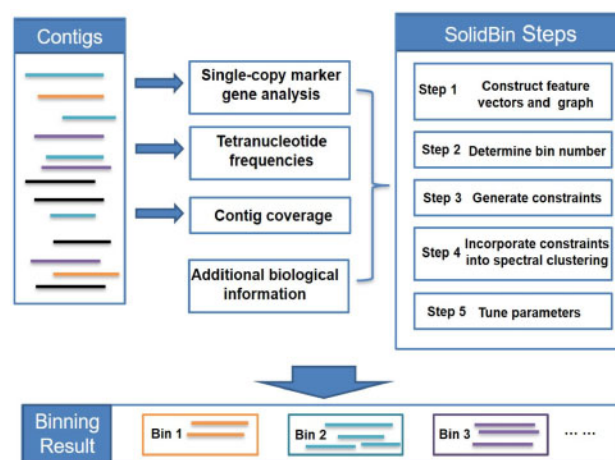 Contigs
Single-copy marker
gene analysis
Tetranucleotide
frequencies
Contig coverage
Additional biological
information
SolidBin Steps
Step 1 Construct feature
vectors and graph
Step 2 Determine bin number
Step 3 Generate constraints
Step 4 Incorporate constraints
into spectral clustering
Step 5 Tune parameters
Binning
Result
Bin 1
Bin 2
Bin 3
... ...